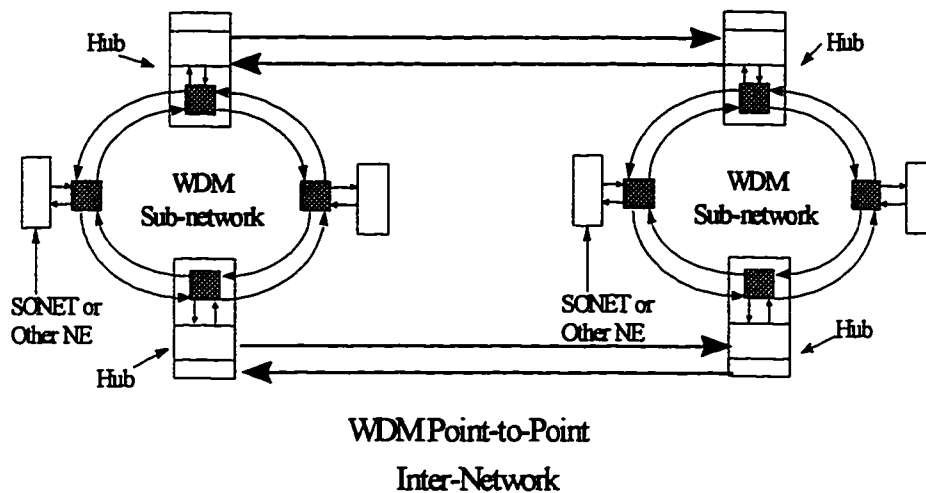 Hub
Hub
WDM
Sub-network
WDM
Sub-network
SONET or
Other NE
SONET or
Other NE
Hub
Hub
WDM Point-to-Point
Inter-Network